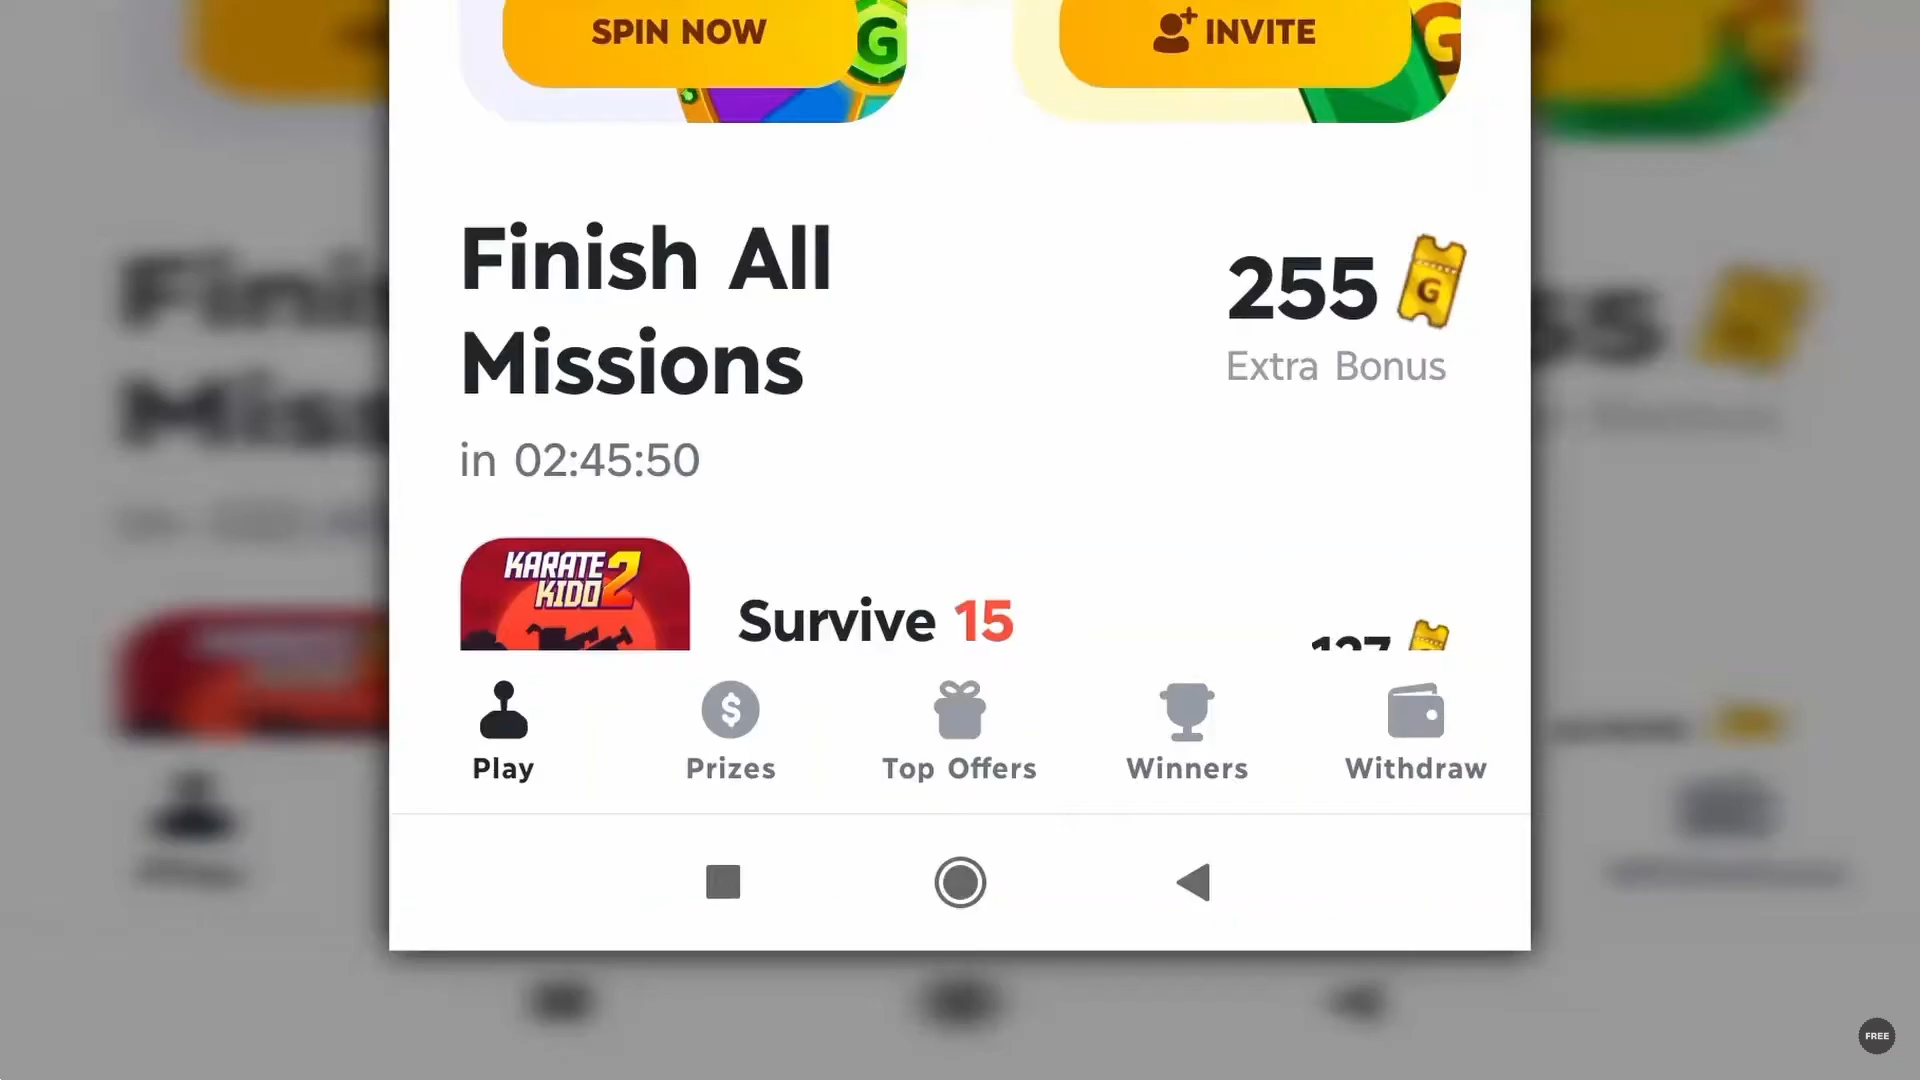 SPIN NOW
G
INVITE
G
Finish All
Missions
in 02:45:50
255
G
Extra Bonus
KARATE
KIDO 2
Survive 15
127
Play
$
Prizes
Top Offers
Winners
Withdraw
FREE